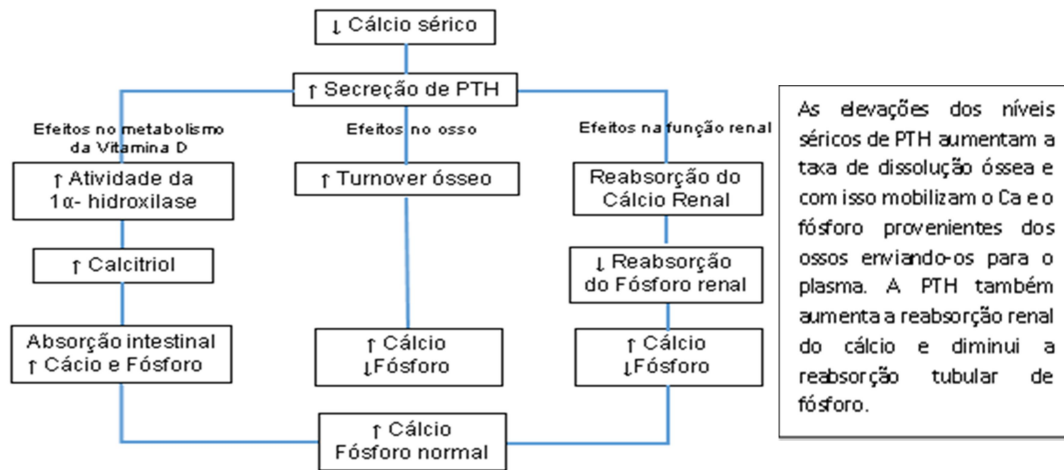 ↓ Cálcio sérico
↑ Secreção de PTH
Efeitos no metabolismo
da Vitamina D
↑ Atividade da
1α- hidroxilase
↑ Calcitriol
Absorção intestinal
↑ Cácio e Fósforo
Efeitos no osso
↑ Turnover ósseo
↑ Cálcio
↓Fósforo
Efeitos na função renal
Reabsorção do
Cálcio Renal
↓ Reabsorção
do Fósforo renal
↑ Cálcio
↓Fósforo
↑ Cálcio
Fósforo normal
As elevações dos níveis
séricos de PTH aumentam a
taxa de dissolução óssea e
com isso mobilizam o Ca e o
fósforo provenientes dos
ossos enviando-os para o
plasma. A PTH também
aumenta a reabsorção renal
do cálcio e diminui a
reabsorção tubular de
fósforo.